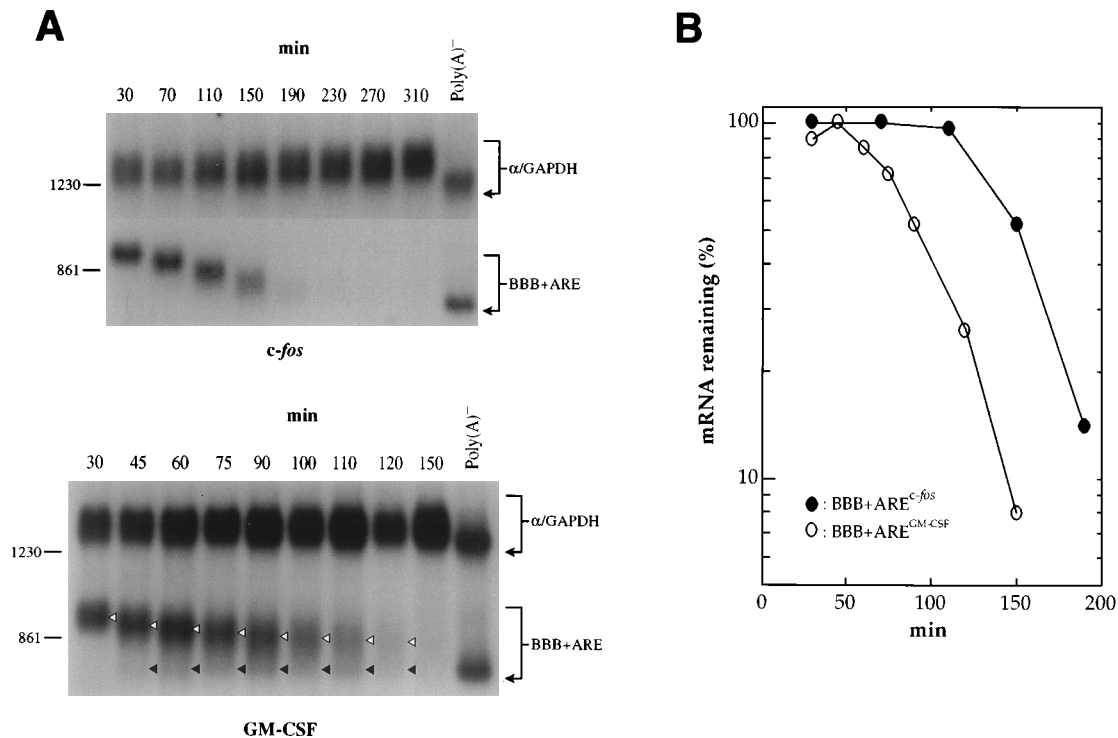 A
min
30 70 110 150 190 230 270 310 Poly(A)⁻
α/GAPDH
1230
861
BBB+ARE
c-fos
min
30 45 60 75 90 100 110 120 150 Poly(A)⁻
α/GAPDH
1230
861
BBB+ARE
GM-CSF
B
mRNA remaining (%)
100
10
: BBB+ARE^c-fos
: BBB+ARE^GM-CSF
0 50 100 150 200
min